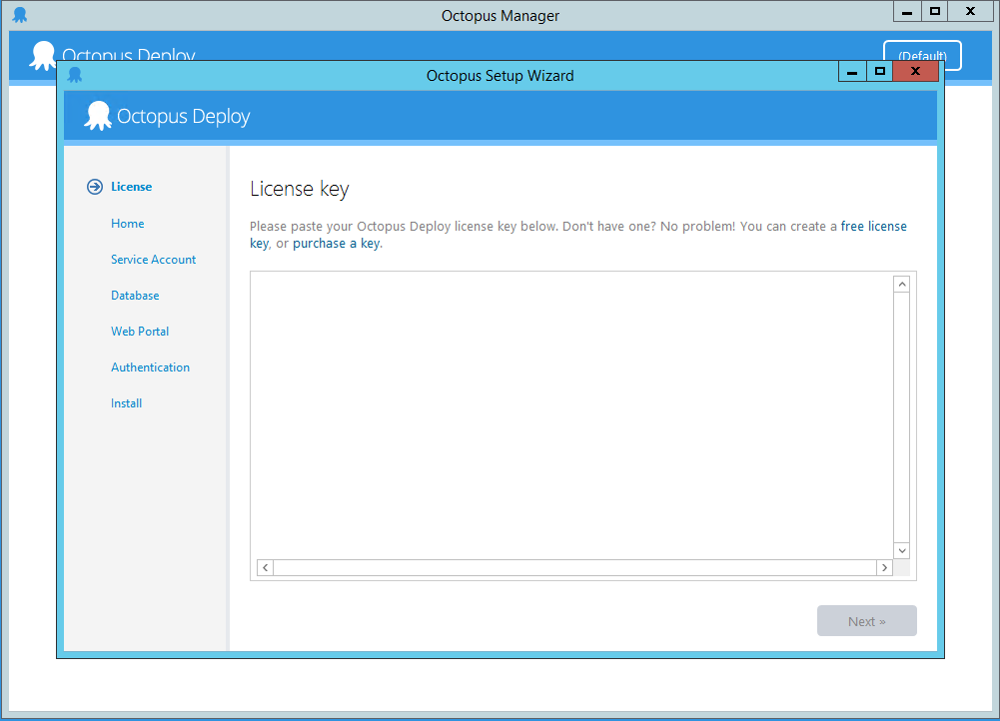 Octopus Manager
Octopus Deploy
(Default)
Octopus Setup Wizard
Octopus Deploy
License
Home
Service Account
Database
Web Portal
Authentication
Install
License key
Please paste your Octopus Deploy license key below. Don't have one? No problem! You can create a free license
key, or purchase a key.
Next »